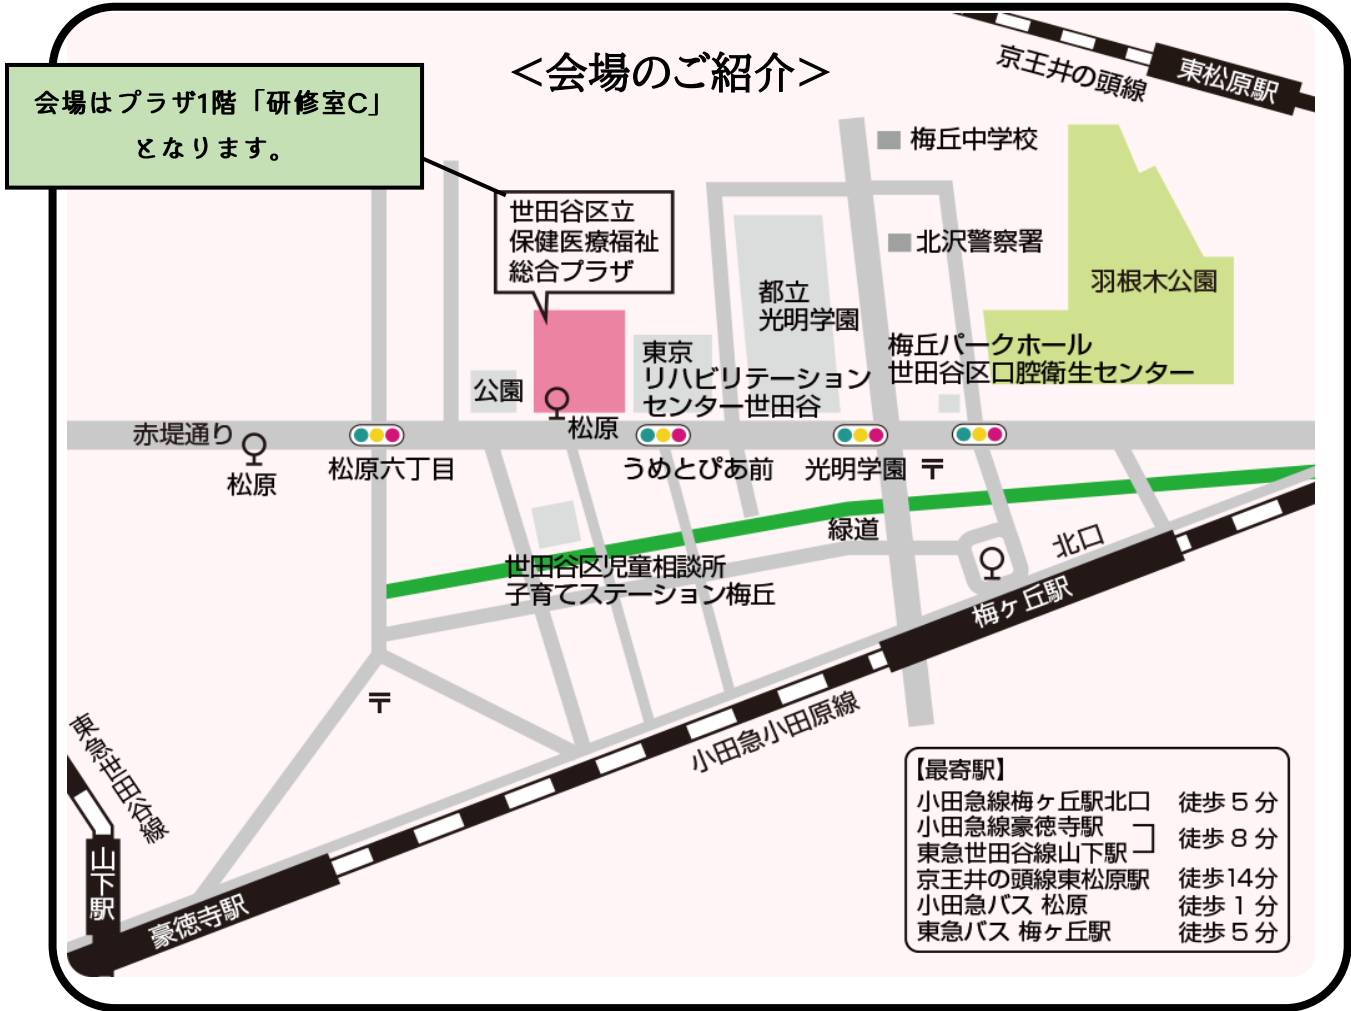 ＜会場のご紹介＞
会場はプラザ1階「研修室C」
となります。
京王井の頭線
東松原駅
梅丘中学校
世田谷区立
保健医療福祉
総合プラザ
北沢警察署
都立
光明学園
羽根木公園
東京
リハビリテーション
センター世田谷
梅丘パークホール
世田谷区口腔衛生センター
公園
松原
赤堤通り
松原
松原六丁目
うめとぴあ前
光明学園
〒
緑道
北口
世田谷区児童相談所
子育てステーション梅丘
梅ヶ丘駅
〒
小田急小田原線
東急世田谷線
山下駅
豪徳寺駅
【最寄駅】
小田急線梅ヶ丘駅北口 徒歩5分
小田急線豪徳寺駅
東急世田谷線山下駅 徒歩8分
京王井の頭線東松原駅 徒歩14分
小田急バス 松原 徒歩1分
東急バス 梅ヶ丘駅 徒歩5分